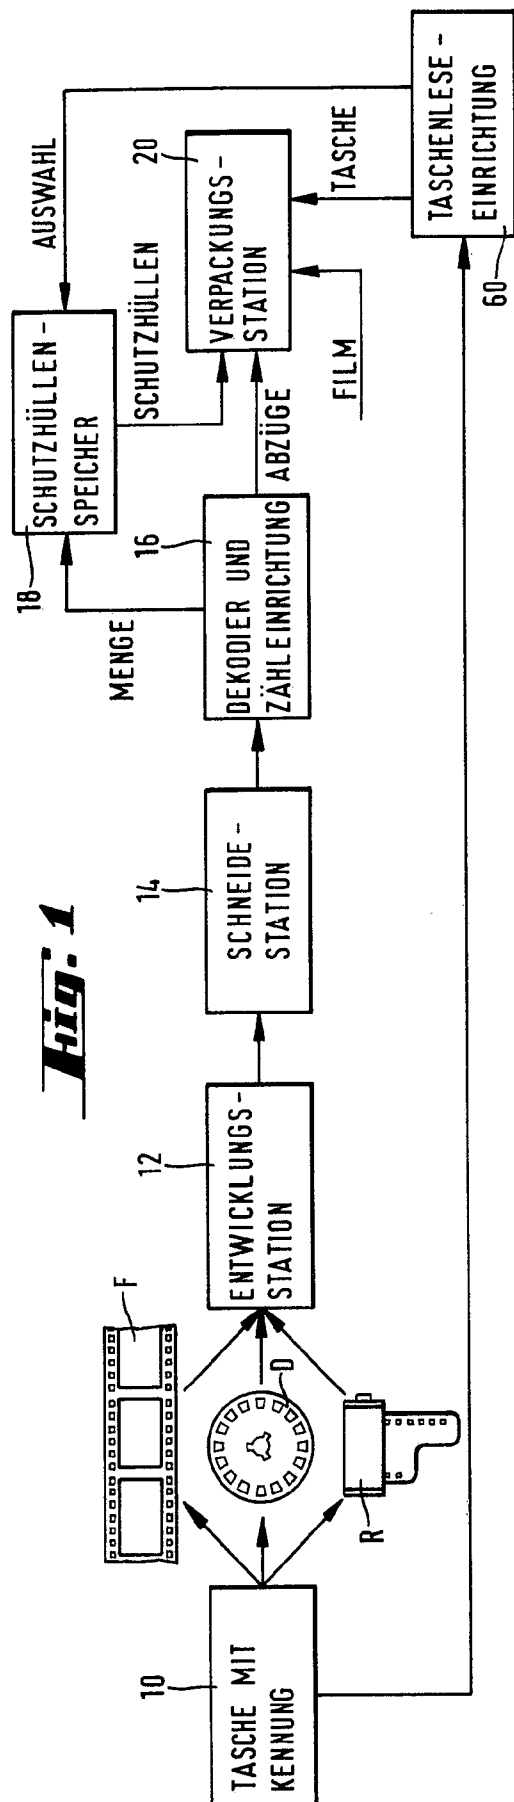 Fig. 1
10
TASCHE MIT
KENNUNG
F
D
R
12
ENTWICKLUNGS-
STATION
14
SCHNEIDE-
STATION
16
DEKODIER UND
ZÄHLEINRICHTUNG
MENGE
18
SCHUTZHÜLLEN-
SPEICHER
AUSWAHL
SCHUTZHÜLLEN
ABZÜGE
20
VERPACKUNGS-
STATION
FILM
TASCHE
60
TASCHENLESE-
EINRICHTUNG